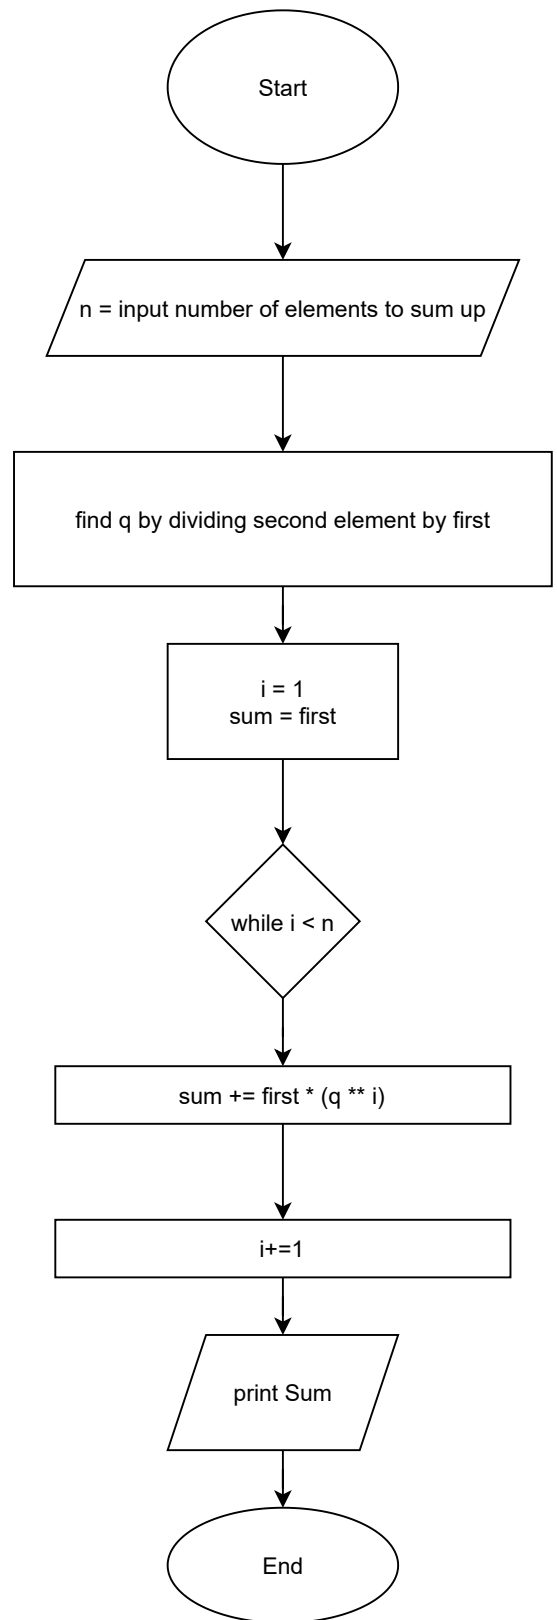 Start
n = input number of elements to sum up
find q by dividing second element by first
i = 1
sum = first
while i < n
sum += first * (q ** i)
i+=1
print Sum
End